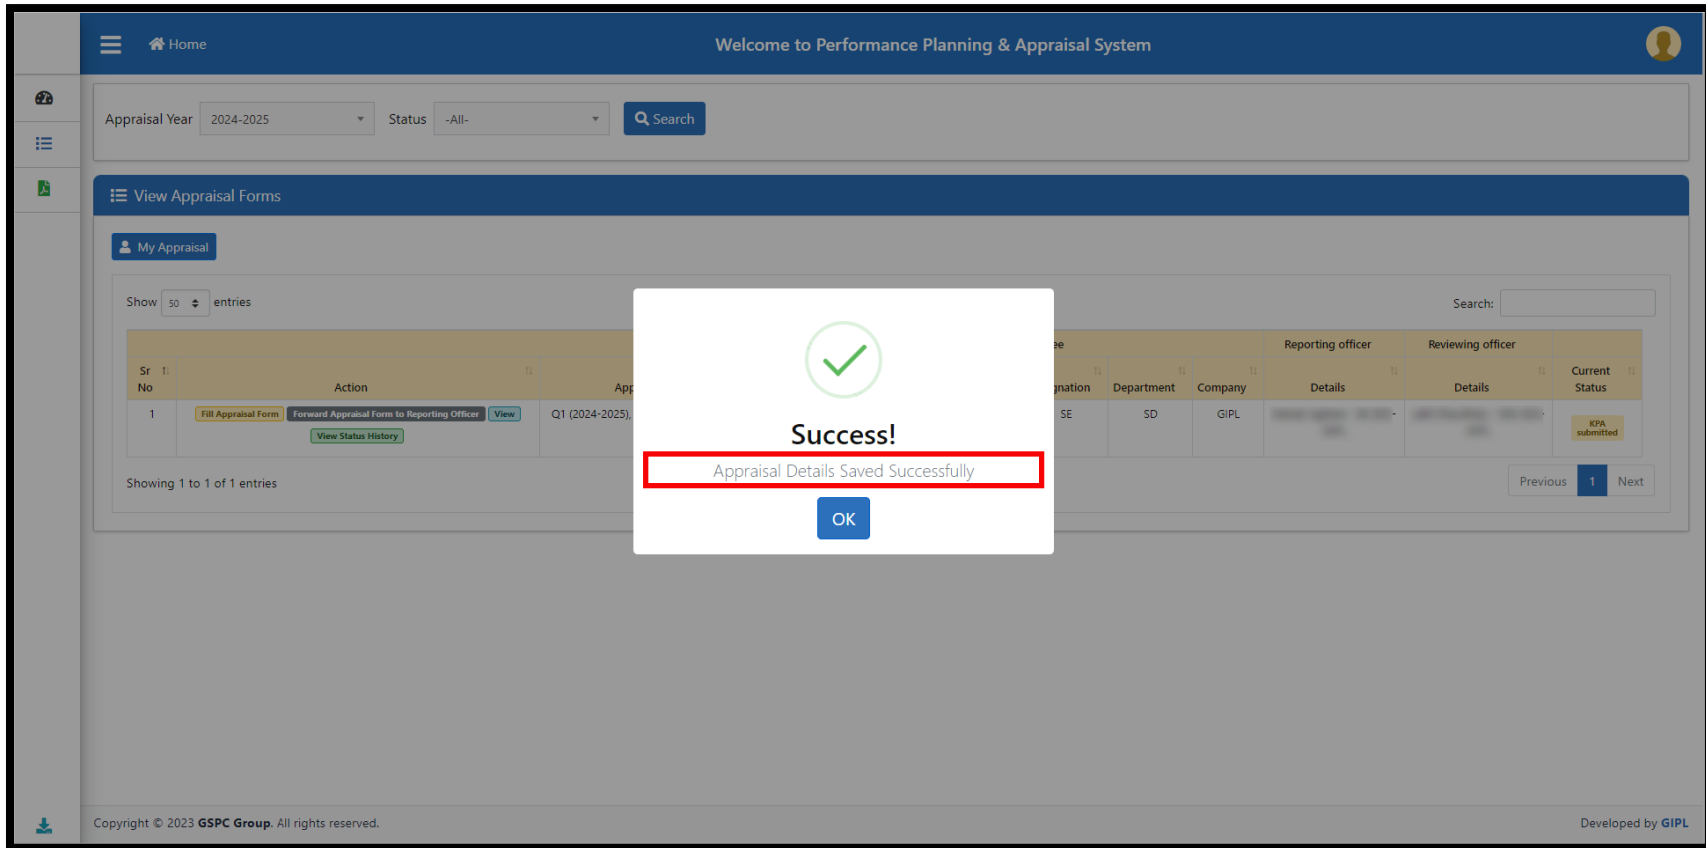 Home
Welcome to Performance Planning & Appraisal System
Appraisal Year 2024-2025 Status -All- Search
View Appraisal Forms
My Appraisal
Show 50 entries
Search:
Reporting officer Reviewing officer
Sr No Action Department Company Details Details Current Status
1 Fill Appraisal Form Forward Appraisal Form to Reporting Officer View Q1 (2024-2025), SE SD GIPL KPA submitted
View Status History
Success!
Appraisal Details Saved Successfully
OK
Showing 1 to 1 of 1 entries
Previous 1 Next
Copyright © 2023 GSPC Group. All rights reserved.
Developed by GIPL